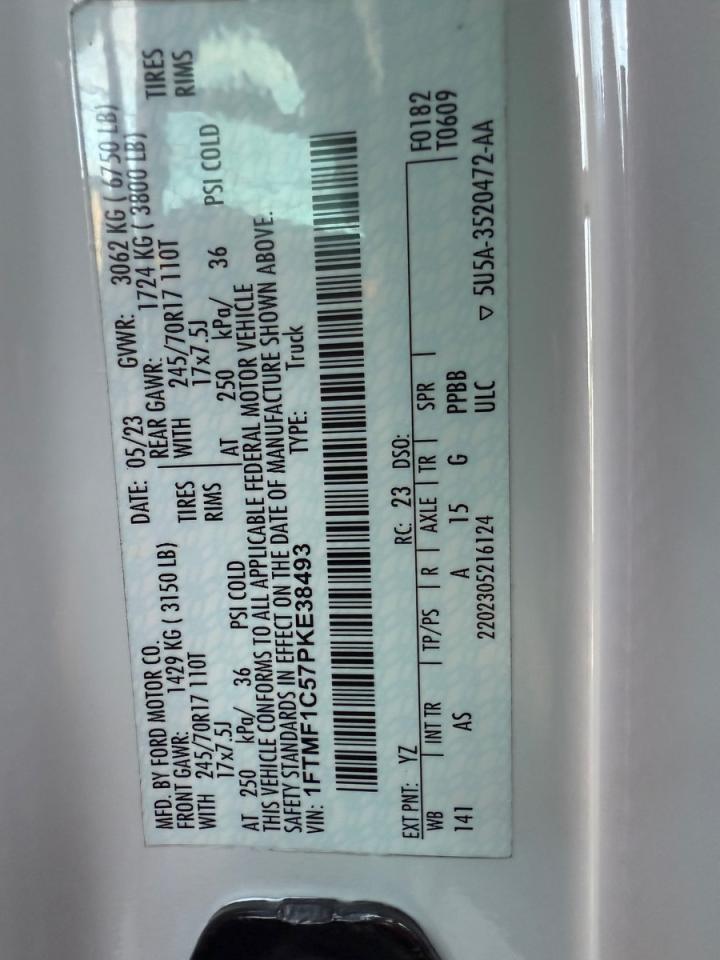 MFD. BY FORD MOTOR CO.
DATE: 05/23 GVWR: 3062 KG ( 6750 LB)
FRONT GAWR: 1429 KG ( 3150 LB) REAR GAWR: 1724 KG ( 3800 LB)
WITH 245/70R17 110T TIRES WITH 245/70R17 110T TIRES
17x7.5J RIMS 17x7.5J RIMS
AT 250 kPa/ 36 PSI COLD AT 250 kPa/ 36 PSI COLD
THIS VEHICLE CONFORMS TO ALL APPLICABLE FEDERAL MOTOR VEHICLE
SAFETY STANDARDS IN EFFECT ON THE DATE OF MANUFACTURE SHOWN ABOVE.
VIN: 1FTMF1C57PKE38493 TYPE: Truck
EXT PNT: YZ RC: 23 DSO: F0182
WB INT TR TP/PS R AXLE TR SPR T0609
141 AS A 15 G PPBB
2202305216124 ULC ▽ 5U5A-3520472-AA